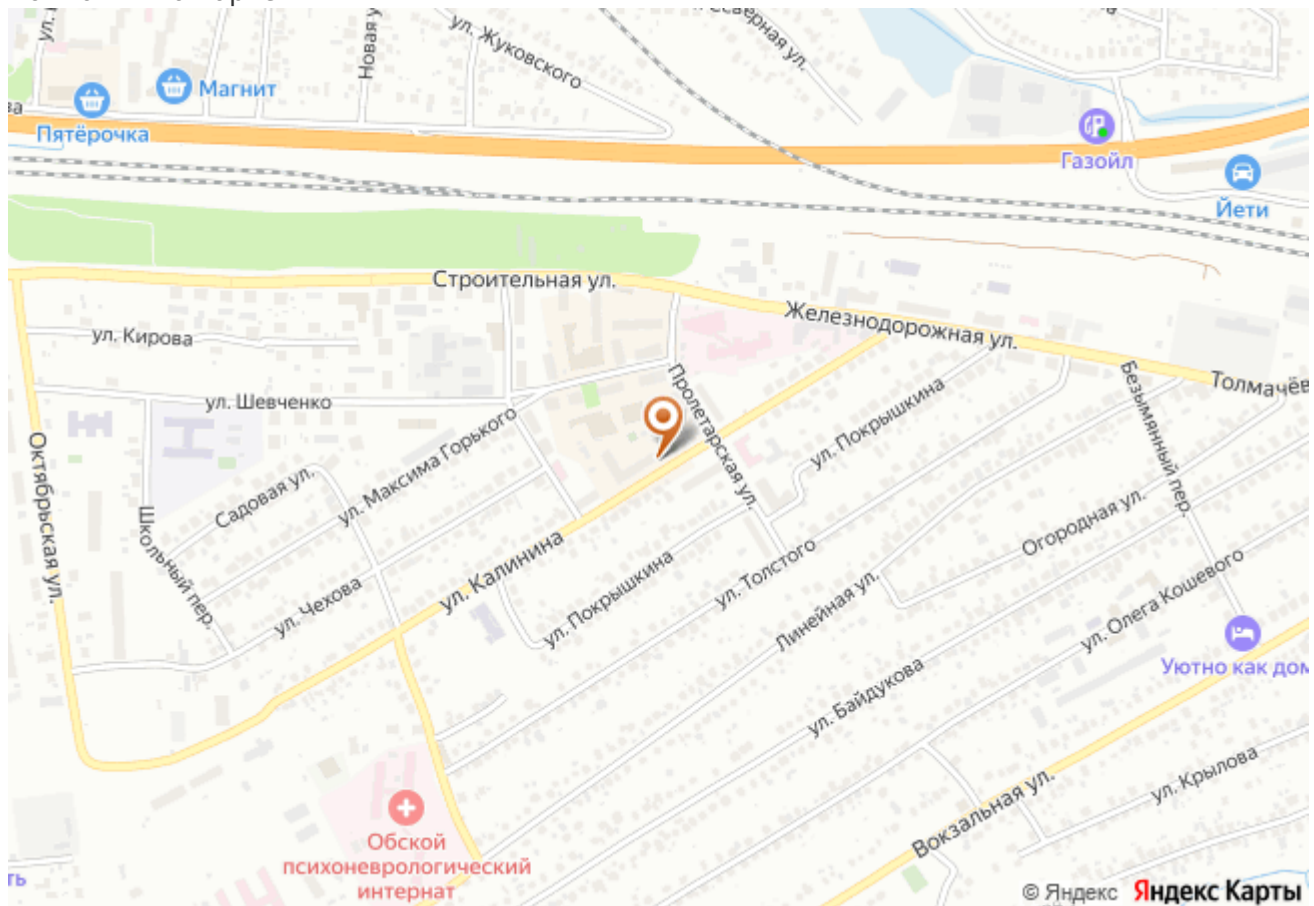 Новая у
ул. Жуковского
Северная ул.
Магнит
Пятёрочка
Газойл
Йети
Строительная ул.
Железнодорожная ул.
Толмачёв
ул. Кирова
ул. Шевченко
Пролетарская ул.
ул. Покрышкина
Безымянный пер.
ул. Максима Горького
Садовая ул.
Октябрьская ул.
Школьный пер.
ул. Чехова
ул. Калинина
ул. Покрышкина
ул. Толстого
Линейная ул.
Огородная ул.
ул. Олега Кошевого
ул. Байдукова
Уютно как дом
Вокзальная ул.
ул. Крылова
Обской
психоневрологический
интернат
ть
© Яндекс Яндекс Карты